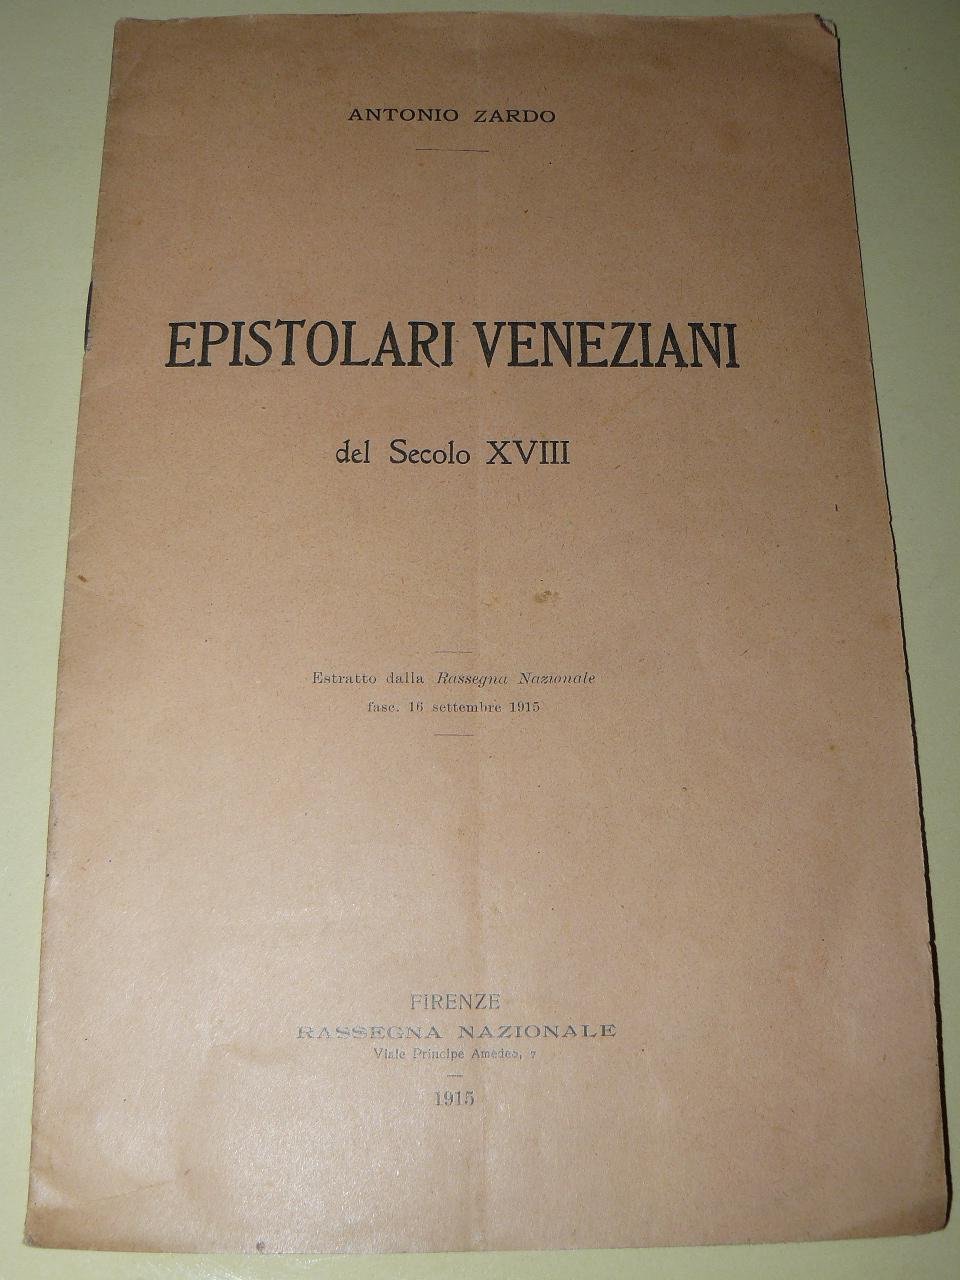 ANTONIO ZARDO
EPISTOLARI VENEZIANI
del Secolo XVIII
Estratto dalla Rassegna Nazionale
fasc. 16 settembre 1915
FIRENZE
RASSEGNA NAZIONALE
Viale Principe Amedeo, 7
1915